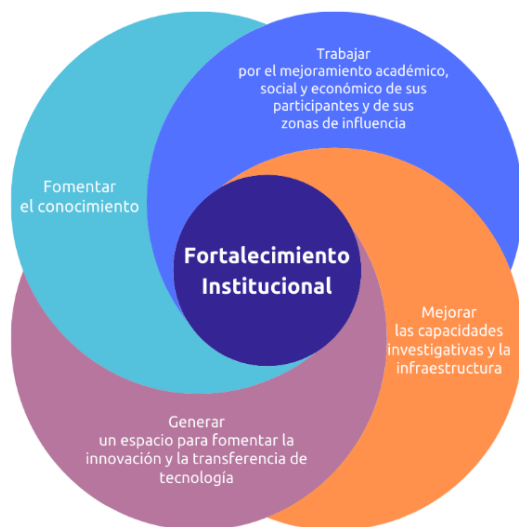 Trabajar
por el mejoramiento académico,
social y económico de sus
participantes y de sus
zonas de influencia
Fomentar
el conocimiento
Fortalecimiento
Institucional
Mejorar
las capacidades
investigativas y la
infraestructura
Generar
un espacio para fomentar la
innovación y la transferencia de
tecnología